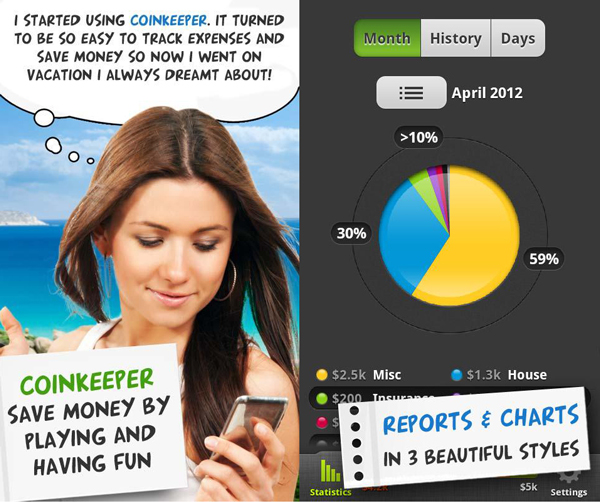 I STARTED USING COINKEEPER. IT TURNED
TO BE SO EASY TO TRACK EXPENSES AND
SAVE MONEY SO NOW I WENT ON
VACATION I ALWAYS DREAMT ABOUT!
COINKEEPER
SAVE MONEY BY
PLAYING AND
HAVING FUN
Month History Days
April 2012
>10%
30%
59%
$2.5k Misc $1.3k House
$200 Insurance
REPORTS & CHARTS
IN 3 BEAUTIFUL STYLES
Statistics $5k Settings